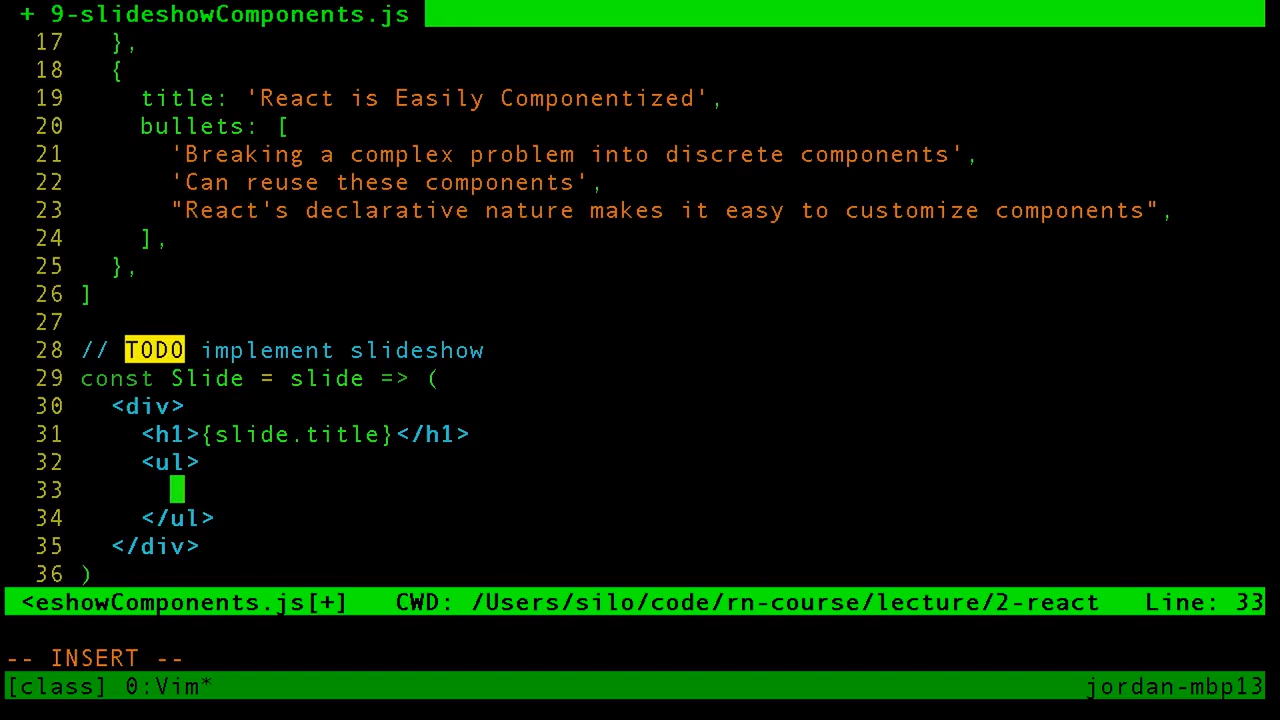 + 9-slideshowComponents.js
17   },
18   {
19     title: 'React is Easily Componentized',
20     bullets: [
21       'Breaking a complex problem into discrete components',
22       'Can reuse these components',
23       "React's declarative nature makes it easy to customize components",
24     ],
25   },
26 ]
27
28 // TODO implement slideshow
29 const Slide = slide => (
30   <div>
31     <h1>{slide.title}</h1>
32     <ul>
33
34     </ul>
35   </div>
36 )
<eshowComponents.js[+]   CWD: /Users/silo/code/rn-course/lecture/2-react   Line: 33
-- INSERT --
[class] 0:Vim*   jordan-mbp13